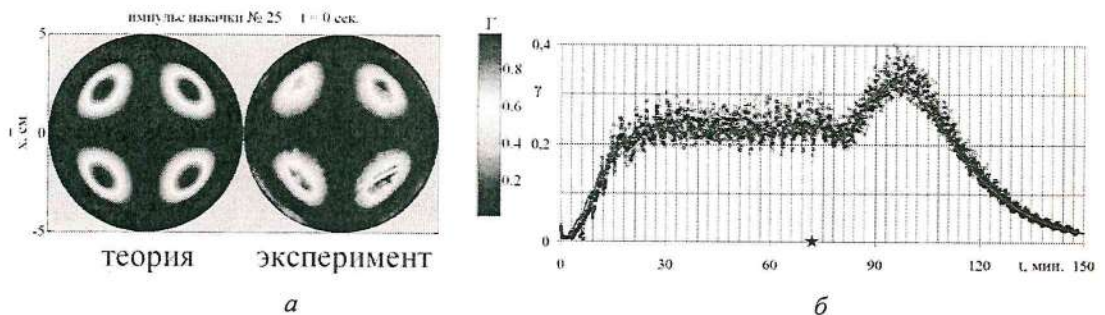 импульс накачки № 25 t = 0 сек.
5
0
-5
x, см
теория эксперимент
Г
0.8
0.6
0.4
0.2
а
0,4
γ
0,2
0
0 30 60 90 120 t, мин. 150
б